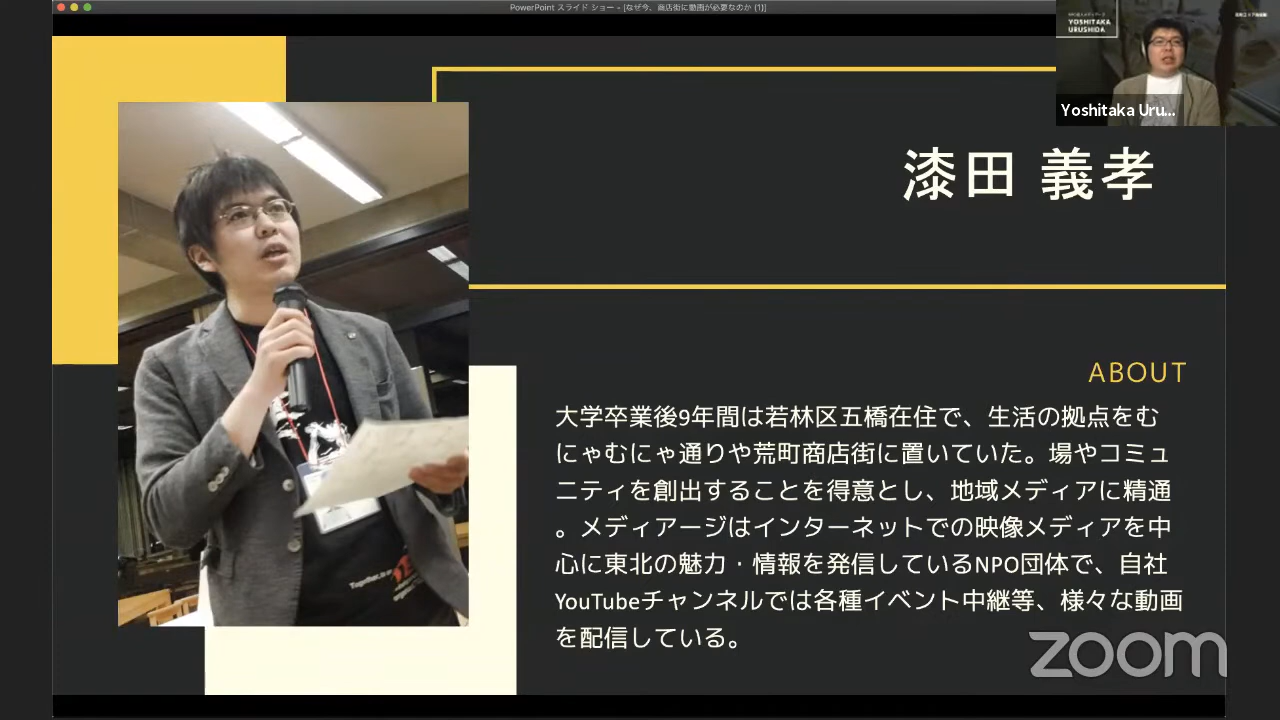 PowerPoint スライド ショー - [なぜ今、商店街に動画が必要なのか (1)]
YOSHITAKA
URUSHIDA
Yoshitaka Uru...
漆田 義孝
ABOUT
大学卒業後9年間は若林区五橋在住で、生活の拠点をむ
にゃむにゃ通りや荒町商店街に置いていた。場やコミュ
ニティを創出することを得意とし、地域メディアに精通
。メディアージはインターネットでの映像メディアを中
心に東北の魅力・情報を発信しているNPO団体で、自社
YouTubeチャンネルでは各種イベント中継等、様々な動画
を配信している。
zoom